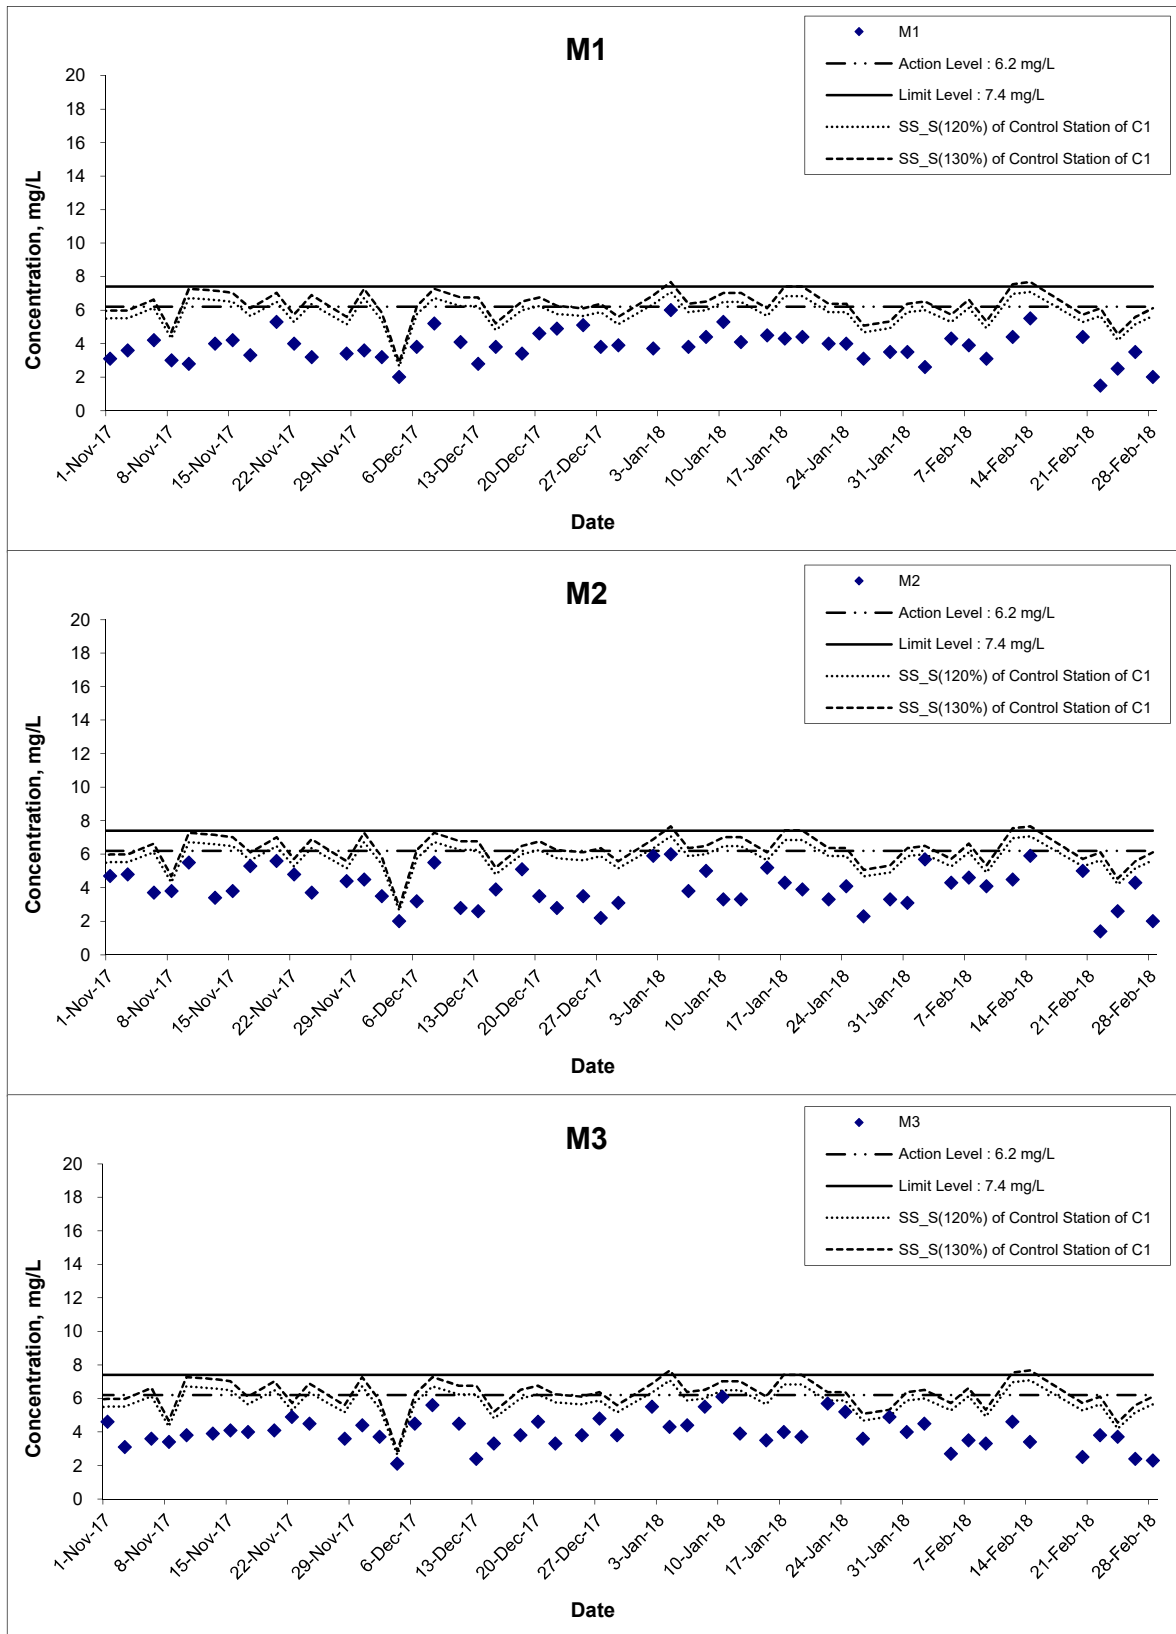 M1
M1
Action Level : 6.2 mg/L
Limit Level : 7.4 mg/L
SS_S(120%) of Control Station of C1
SS_S(130%) of Control Station of C1
Concentration, mg/L
20
18
16
14
12
10
8
6
4
2
0
1-Nov-17
8-Nov-17
15-Nov-17
22-Nov-17
29-Nov-17
6-Dec-17
13-Dec-17
20-Dec-17
27-Dec-17
3-Jan-18
10-Jan-18
17-Jan-18
24-Jan-18
31-Jan-18
7-Feb-18
14-Feb-18
21-Feb-18
28-Feb-18
Date
M2
M2
Action Level : 6.2 mg/L
Limit Level : 7.4 mg/L
SS_S(120%) of Control Station of C1
SS_S(130%) of Control Station of C1
Concentration, mg/L
20
18
16
14
12
10
8
6
4
2
0
1-Nov-17
8-Nov-17
15-Nov-17
22-Nov-17
29-Nov-17
6-Dec-17
13-Dec-17
20-Dec-17
27-Dec-17
3-Jan-18
10-Jan-18
17-Jan-18
24-Jan-18
31-Jan-18
7-Feb-18
14-Feb-18
21-Feb-18
28-Feb-18
Date
M3
M3
Action Level : 6.2 mg/L
Limit Level : 7.4 mg/L
SS_S(120%) of Control Station of C1
SS_S(130%) of Control Station of C1
Concentration, mg/L
20
18
16
14
12
10
8
6
4
2
0
1-Nov-17
8-Nov-17
15-Nov-17
22-Nov-17
29-Nov-17
6-Dec-17
13-Dec-17
20-Dec-17
27-Dec-17
3-Jan-18
10-Jan-18
17-Jan-18
24-Jan-18
31-Jan-18
7-Feb-18
14-Feb-18
21-Feb-18
28-Feb-18
Date